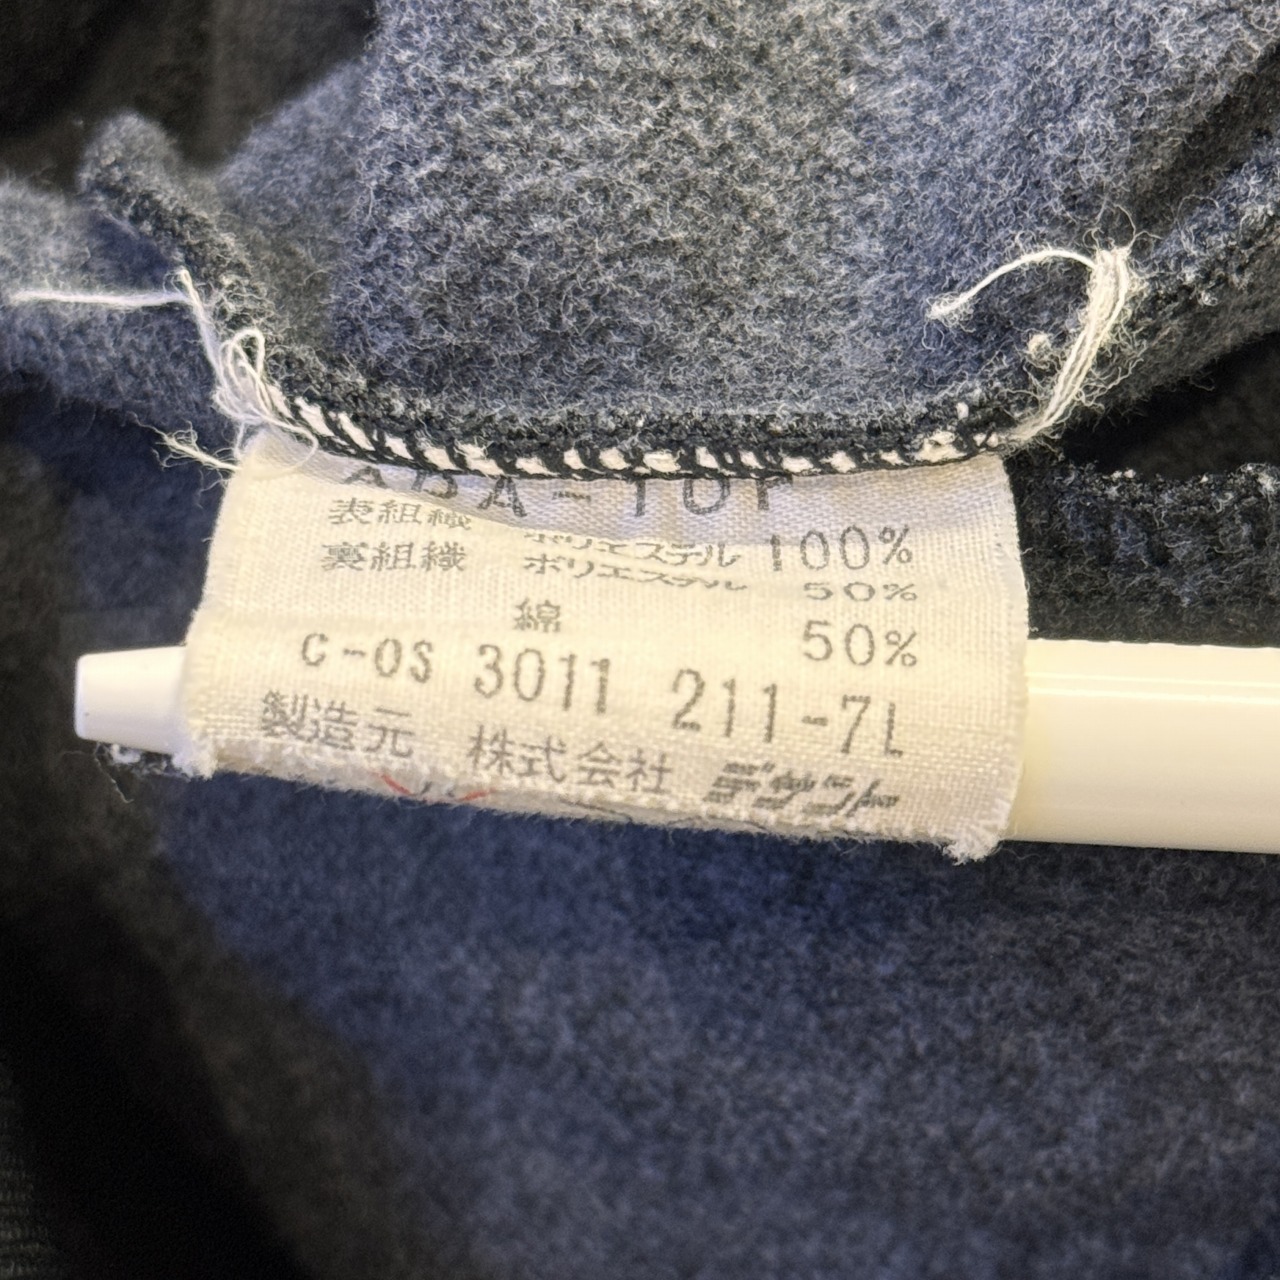 表組織 ポリエステル 100%
裏組織 ポリエステル 50%
綿 50%
C-OS 3011 211-7L
製造元 株式会社 デサント